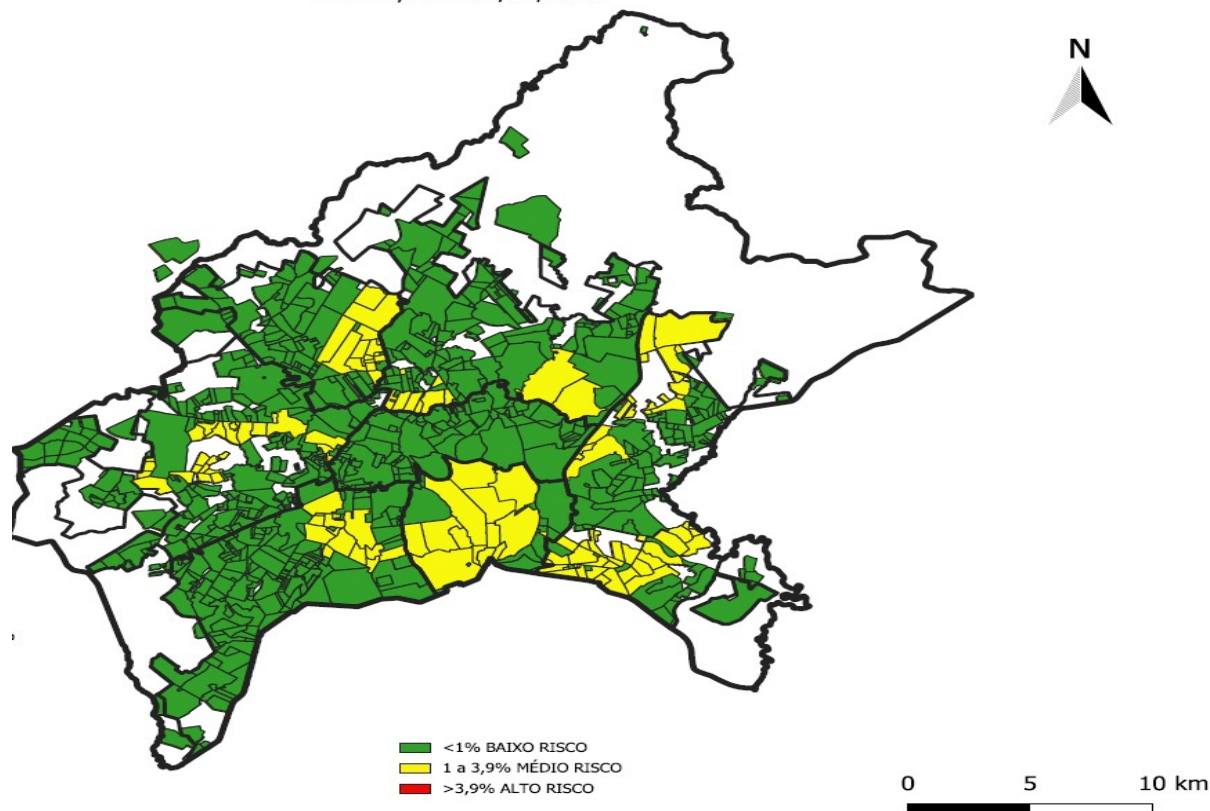 N
<1% BAIXO RISCO
1 a 3,9% MÉDIO RISCO
>3,9% ALTO RISCO
0 5 10 km